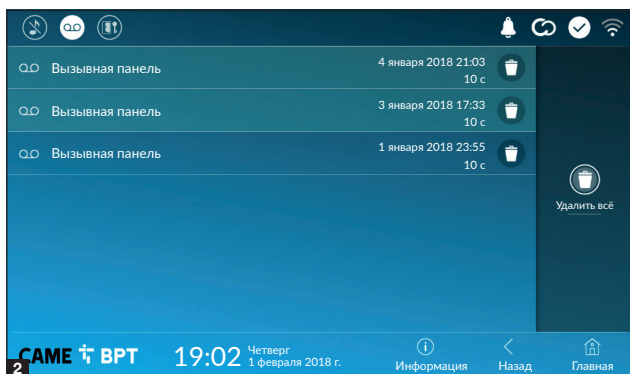 Вызывная панель
4 января 2018 21:03
10 с
Вызывная панель
3 января 2018 17:33
10 с
Вызывная панель
1 января 2018 23:55
10 с
Удалить всё
CAME BPT
19:02
Четверг
1 февраля 2018 г.
Информация
Назад
Главная
2